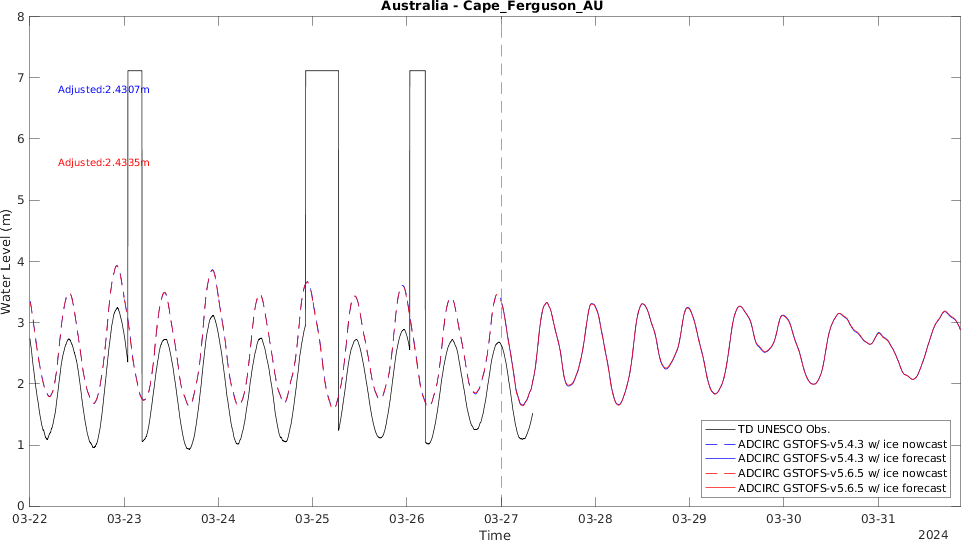 Australia - Cape_Ferguson_AU
8
7
6
5
4
3
2
1
0
Water Level (m)
Adjusted:2.4307m
Adjusted:2.4335m
TD UNESCO Obs.
ADCIRC GSTOFS-v5.4.3 w/ ice nowcast
ADCIRC GSTOFS-v5.4.3 w/ ice forecast
ADCIRC GSTOFS-v5.6.5 w/ ice nowcast
ADCIRC GSTOFS-v5.6.5 w/ ice forecast
03-22 03-23 03-24 03-25 03-26 03-27 03-28 03-29 03-30 03-31
Time
2024